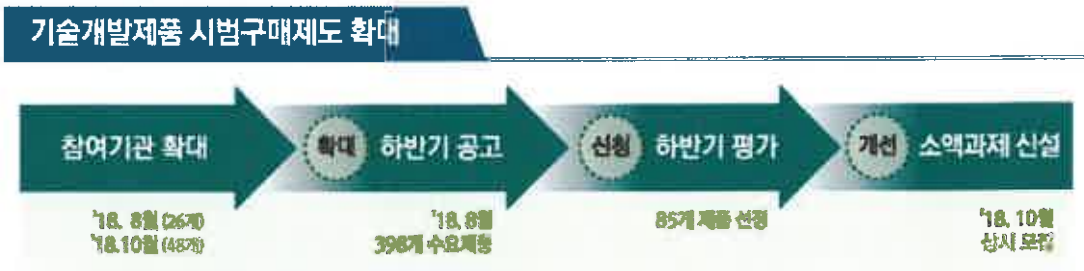 기술개발제품 시범구매제도 확대
참여기관 확대
확대 하반기 공고
신청 하반기 평가
개선 소액과제 신설
'18. 8월 (26개)
'18.10월 (48개)
'18. 8월
398개 수요제품
85개 제품 선정
'18. 10월
상시 모집